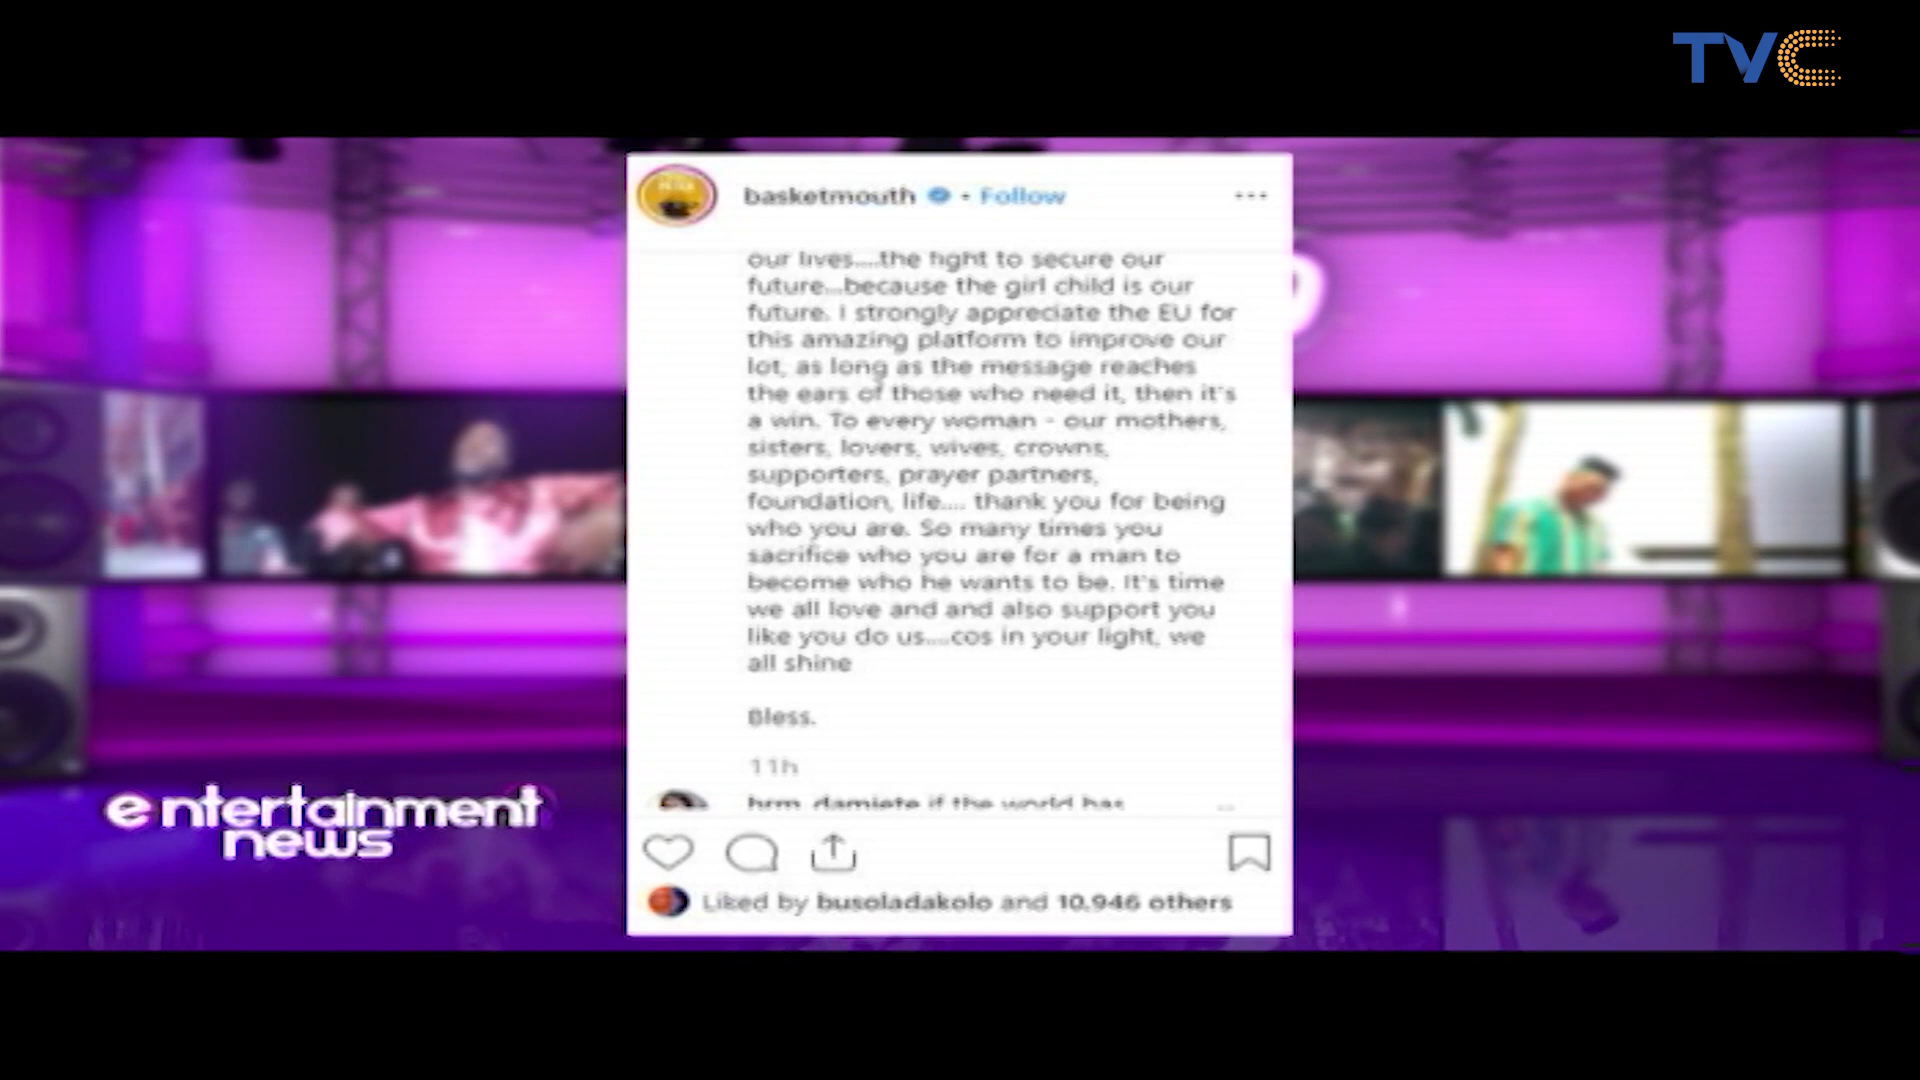 TVC
basketmouth • Follow
our lives....the fight to secure our
future...because the girl child is our
future. I strongly appreciate the EU for
this amazing platform to improve our
lot, as long as the message reaches
the ears of those who need it, then it's
a win. To every woman - our mothers,
sisters, lovers, wives, crowns,
supporters, prayer partners,
foundation, life.... thank you for being
who you are. So many times you
sacrifice who you are for a man to
become who he wants to be. It's time
we all love and and also support you
like you do us....cos in your light, we
all shine
Bless.
11h
hrm_damiete if the world has
Liked by busoladakolo and 10,946 others
entertainment
news